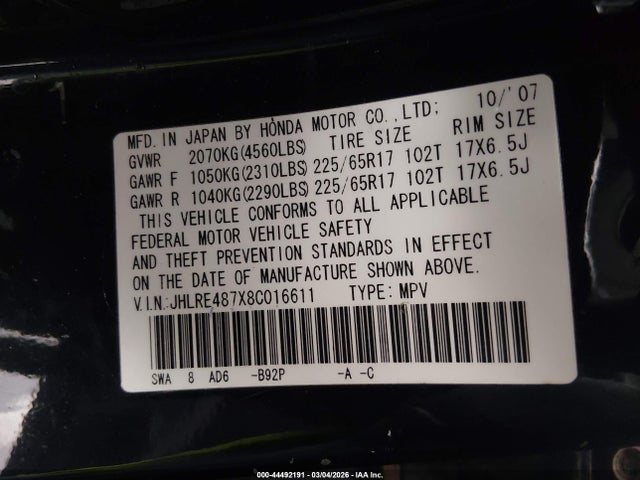 10/'07
MFD. IN JAPAN BY HONDA MOTOR CO., LTD;
GVWR 2070KG(4560LBS) TIRE SIZE RIM SIZE
GAWR F 1050KG(2310LBS) 225/65R17 102T 17X6.5J
GAWR R 1040KG(2290LBS) 225/65R17 102T 17X6.5J
THIS VEHICLE CONFORMS TO ALL APPLICABLE
FEDERAL MOTOR VEHICLE SAFETY
AND THEFT PREVENTION STANDARDS IN EFFECT
ON THE DATE OF MANUFACTURE SHOWN ABOVE.
V.I.N.:JHLRE487X8C016611 TYPE: MPV
SWA 8 AD6 -B92P -A -C
000-44492191 - 03/04/2026 - IAA Inc.